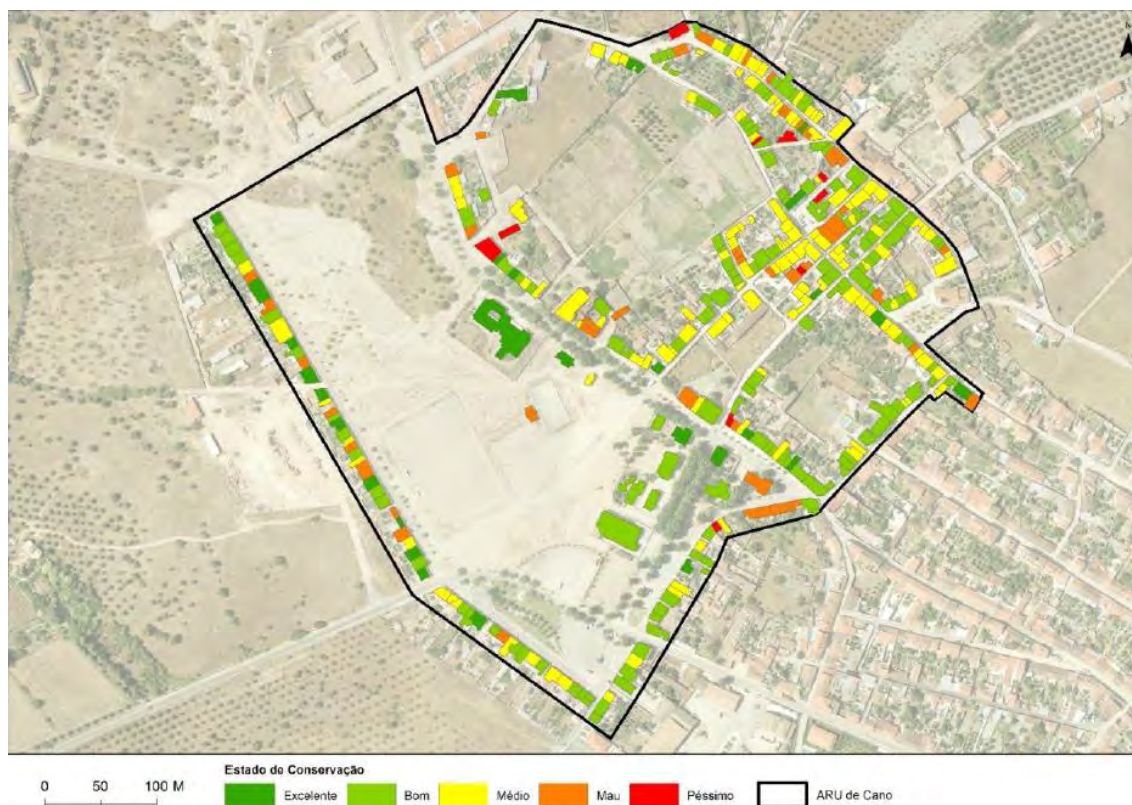 Estado de Conservação
0 50 100 M
Excelente Bom Médio Mau Péssimo ARU de Cano